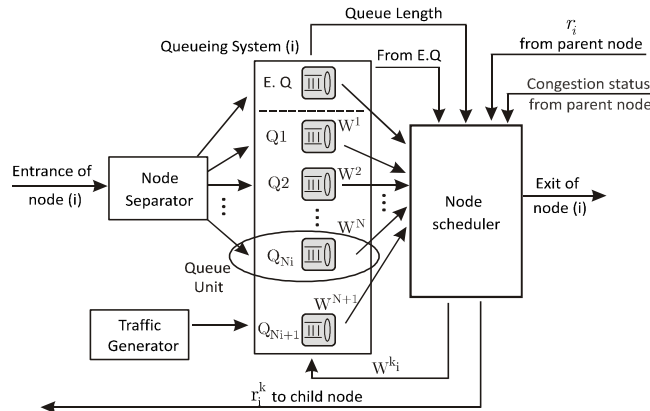 Queue Length
Queueing System (i)
From E.Q
r_i
from parent node
Congestion status
from parent node
E. Q
Q1
W^1
Q2
W^2
W^N
Q_Ni
W^N+1
Q_Ni+1
Entrance of
node (i)
Node
Separator
Queue
Unit
Traffic
Generator
Node
scheduler
Exit of
node (i)
W^k_i
r_i^k to child node